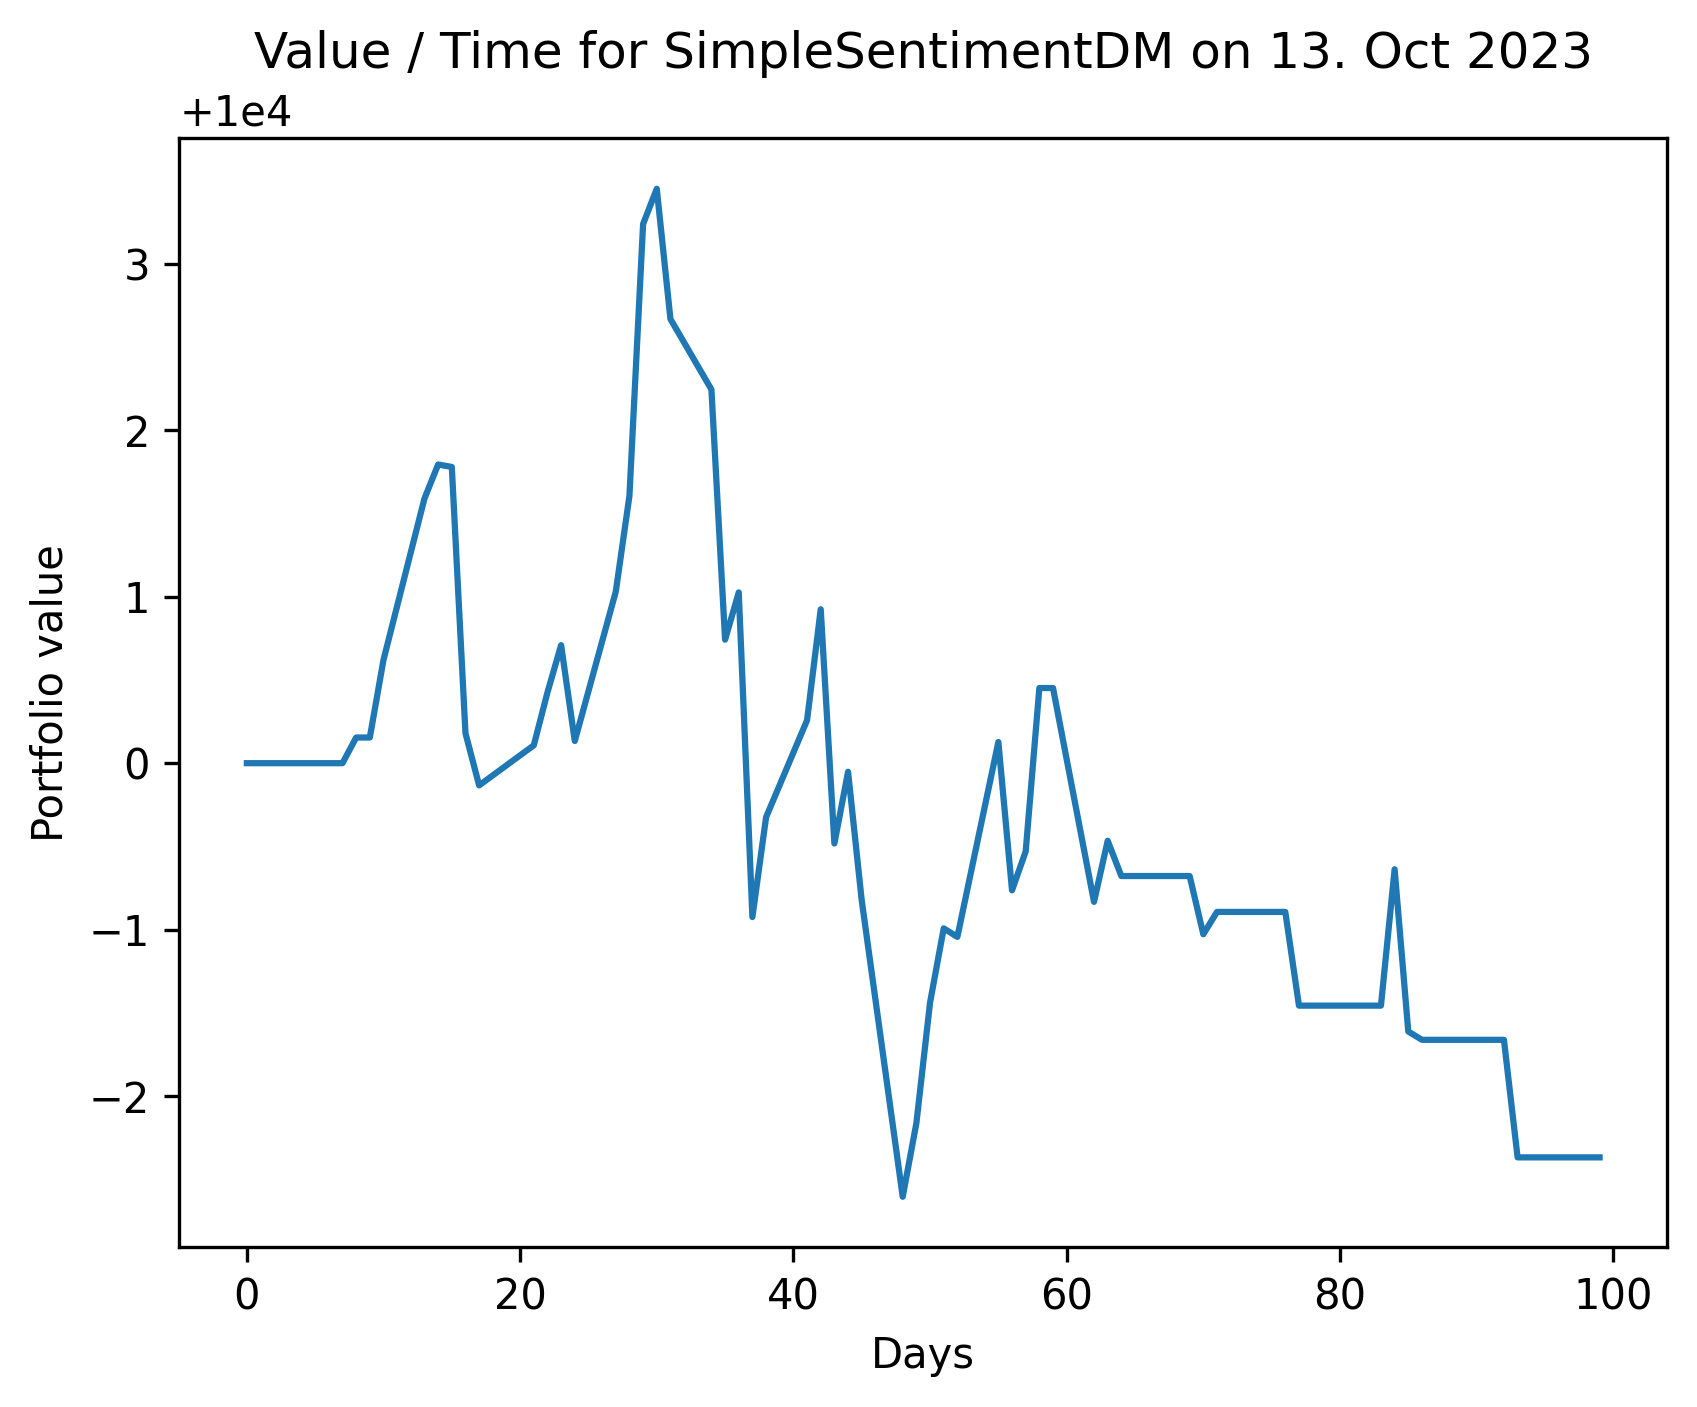 Value / Time for SimpleSentimentDM on 13. Oct 2023
+1e4
3
2
1
0
−1
−2
Portfolio value
0 20 40 60 80 100
Days